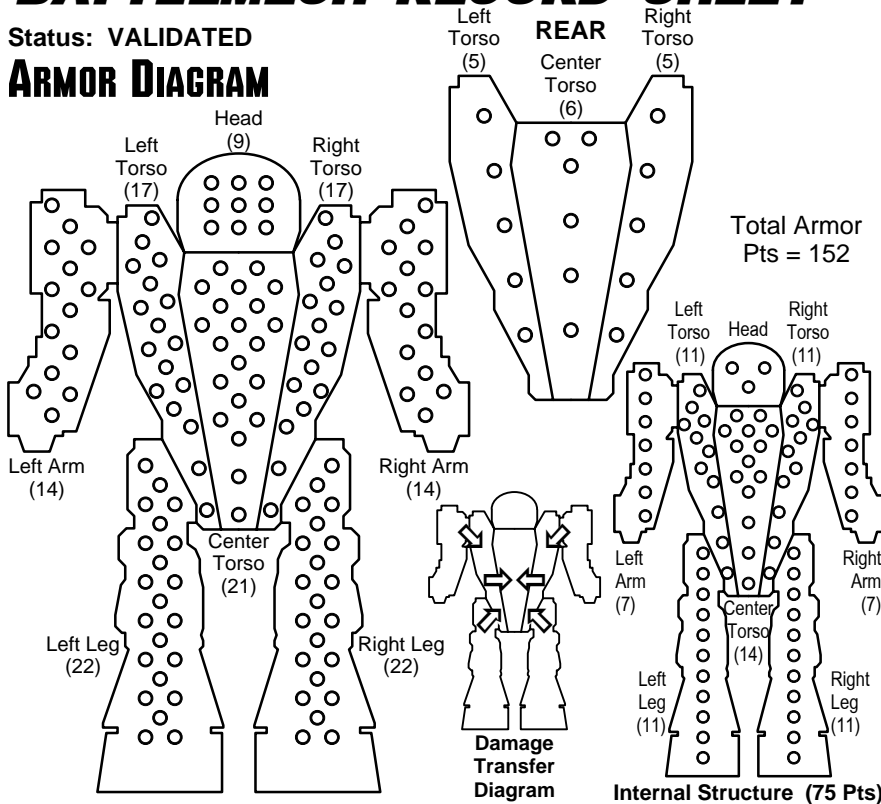 BATTLEMECH RECORD SHEET
Status: VALIDATED
ARMOR DIAGRAM
Head
(9)
Left
Torso
(17)
Right
Torso
(17)
Left Arm
(14)
Right Arm
(14)
Center
Torso
(21)
Left Leg
(22)
Right Leg
(22)
REAR
Left
Torso
(5)
Center
Torso
(6)
Right
Torso
(5)
Total Armor
Pts = 152
Left
Torso
(11)
Head
Right
Torso
(11)
Left
Arm
(7)
Right
Arm
(7)
Center
Torso
(14)
Left
Leg
(11)
Right
Leg
(11)
Damage
Transfer
Diagram
Internal Structure (75 Pts)